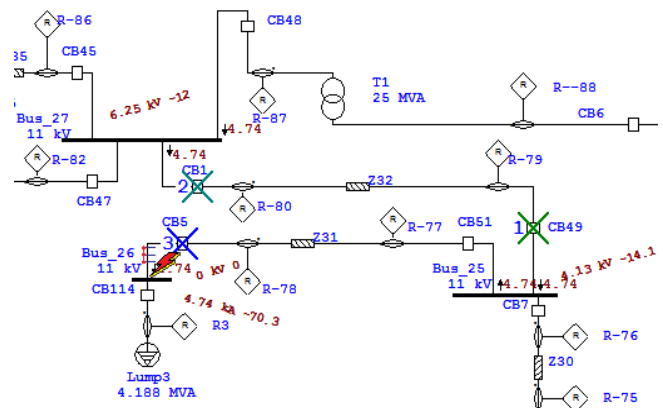 R-86
CB48
CB45
35
R
T1
25 MVA
R--88
R
6.25 kV -12
R
R-87
CB6
Bus_27
11 kV
4.74
R
R-82
4.74
CB1
R
R-79
2
Z32
CB47
R
R-80
R-77
CB5
R
CB51
1
CB49
3
Z31
Bus_26
11 kV
4.74
0 kV 0
Bus_25
11 kV
4.74
4.74
4.13 kV -14.1
R
R-78
CB7
CB114
4.74 kA -70.3
R
R3
R
R-76
Z30
Lump3
4.188 MVA
R
R-75